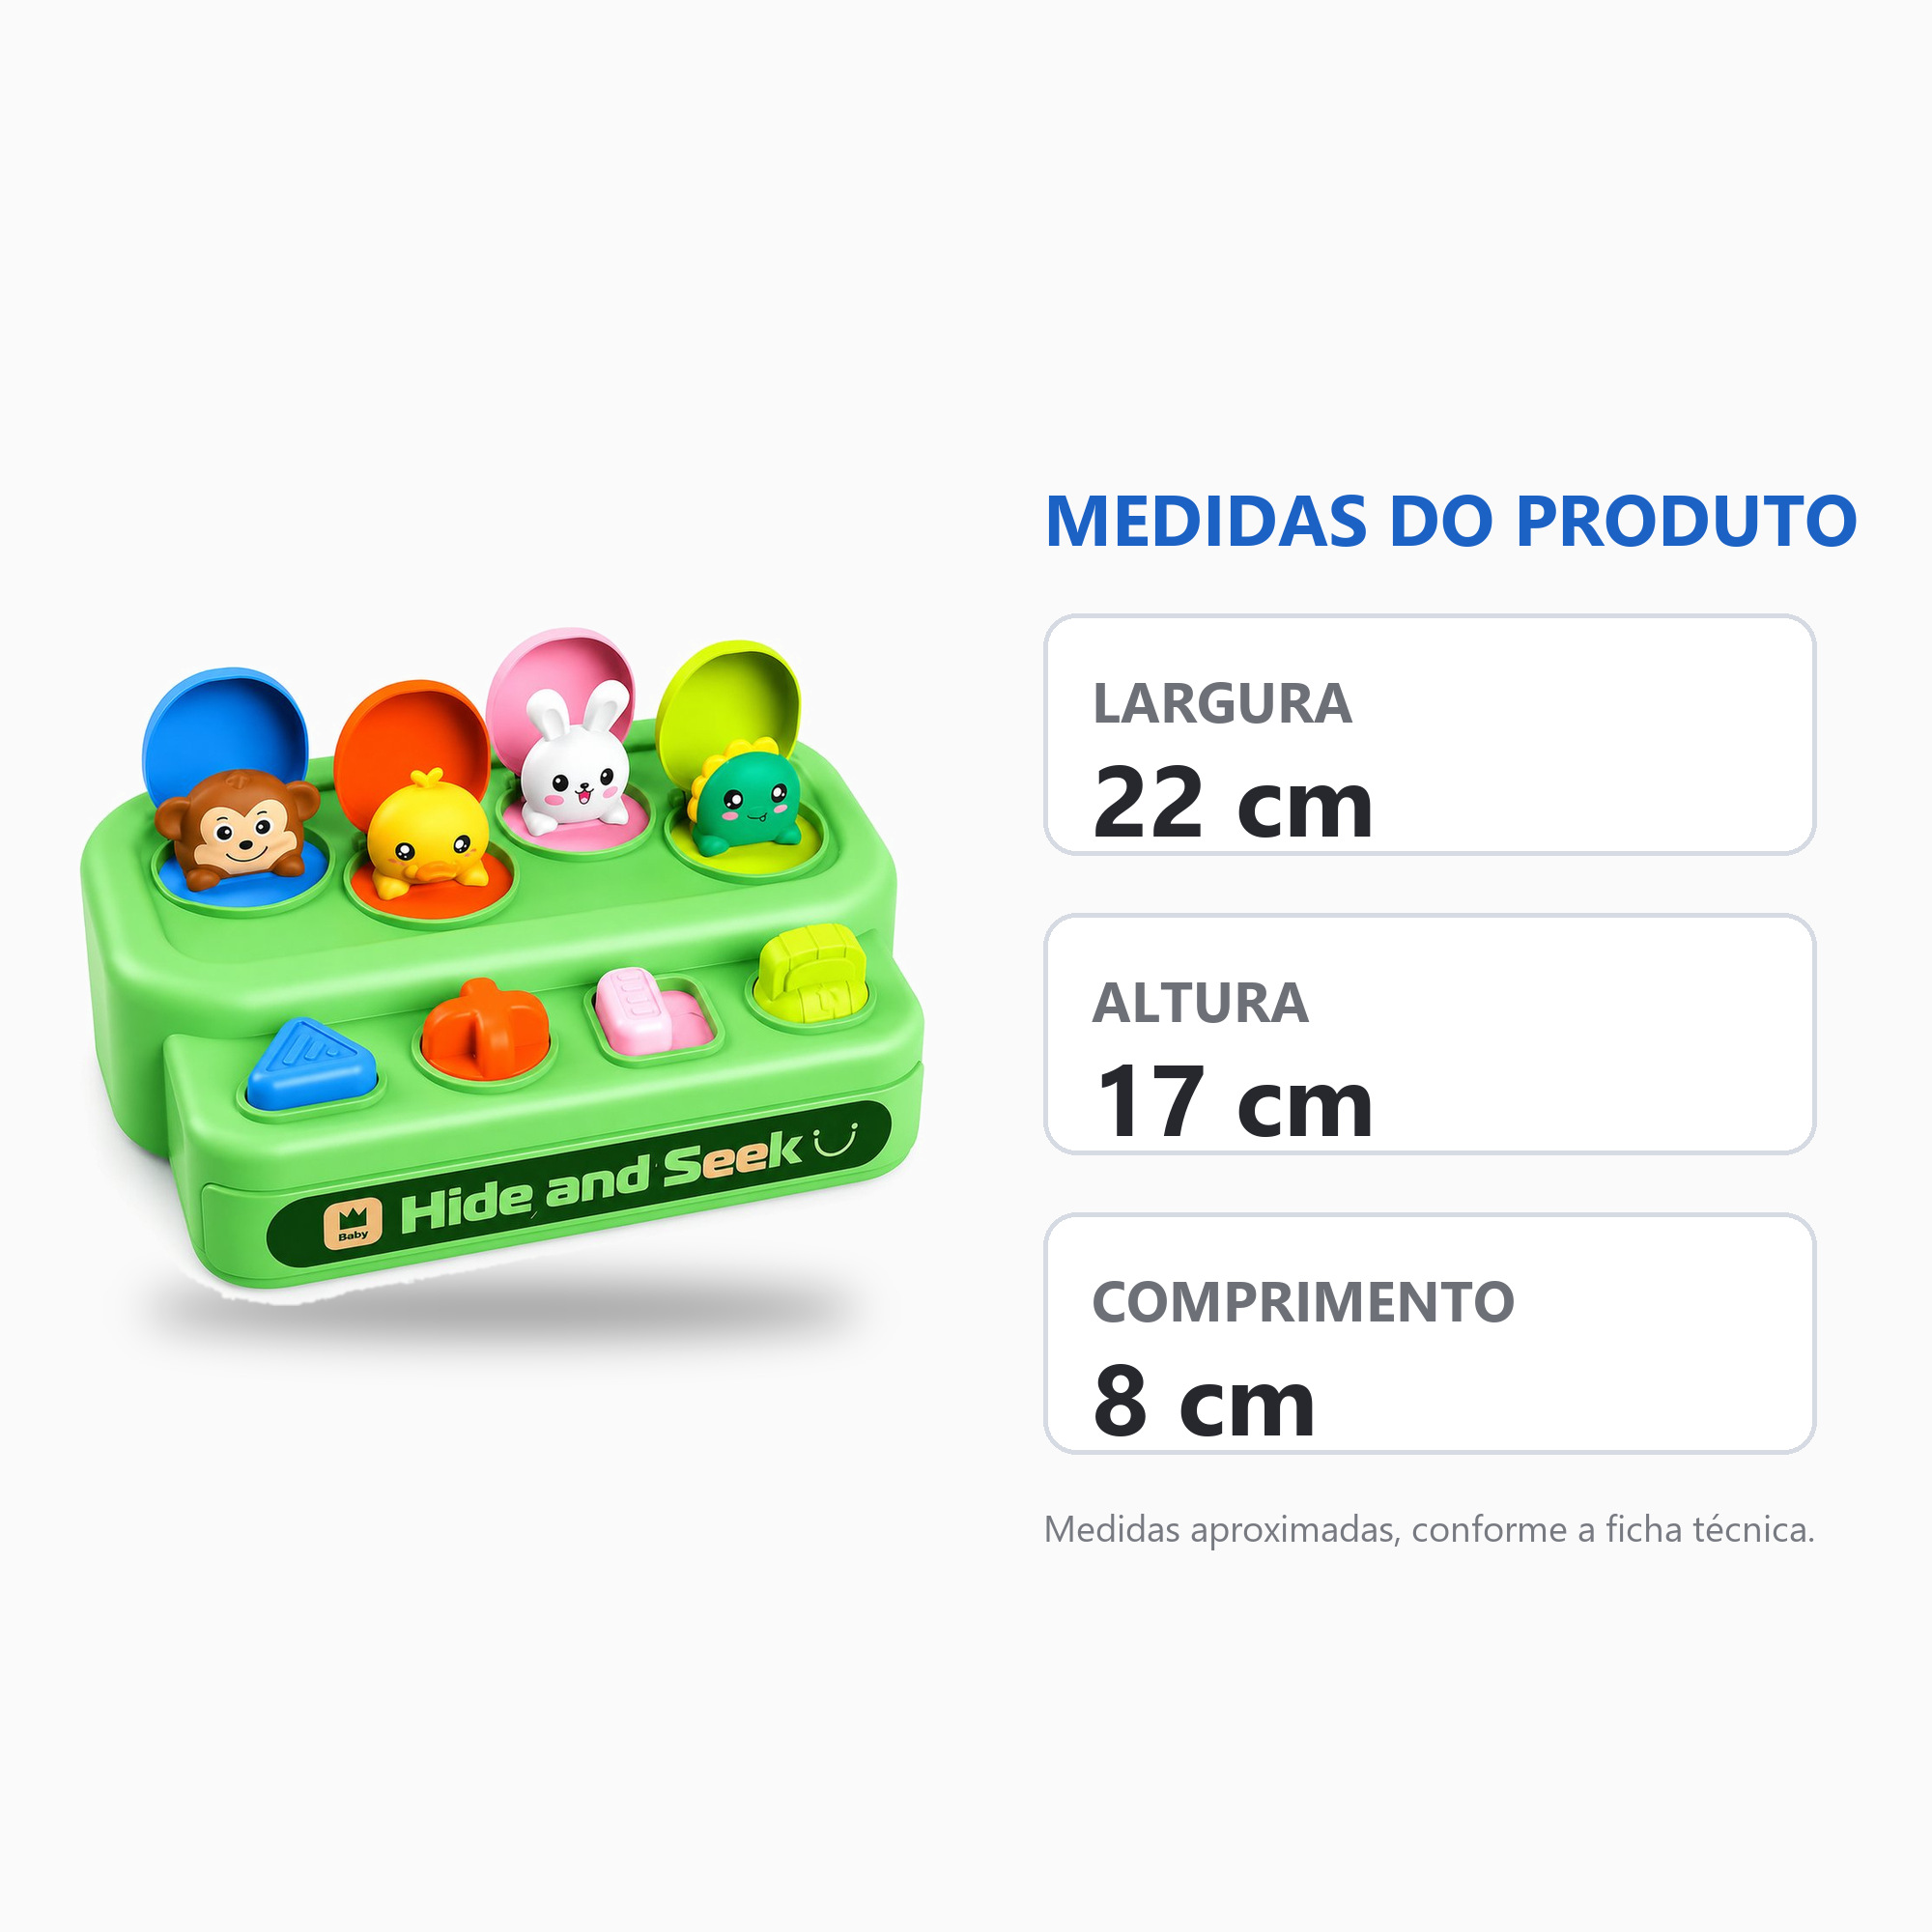 MEDIDAS DO PRODUTO
LARGURA
22 cm
ALTURA
17 cm
COMPRIMENTO
8 cm
Medidas aproximadas, conforme a ficha técnica.
Baby
Hide and Seek